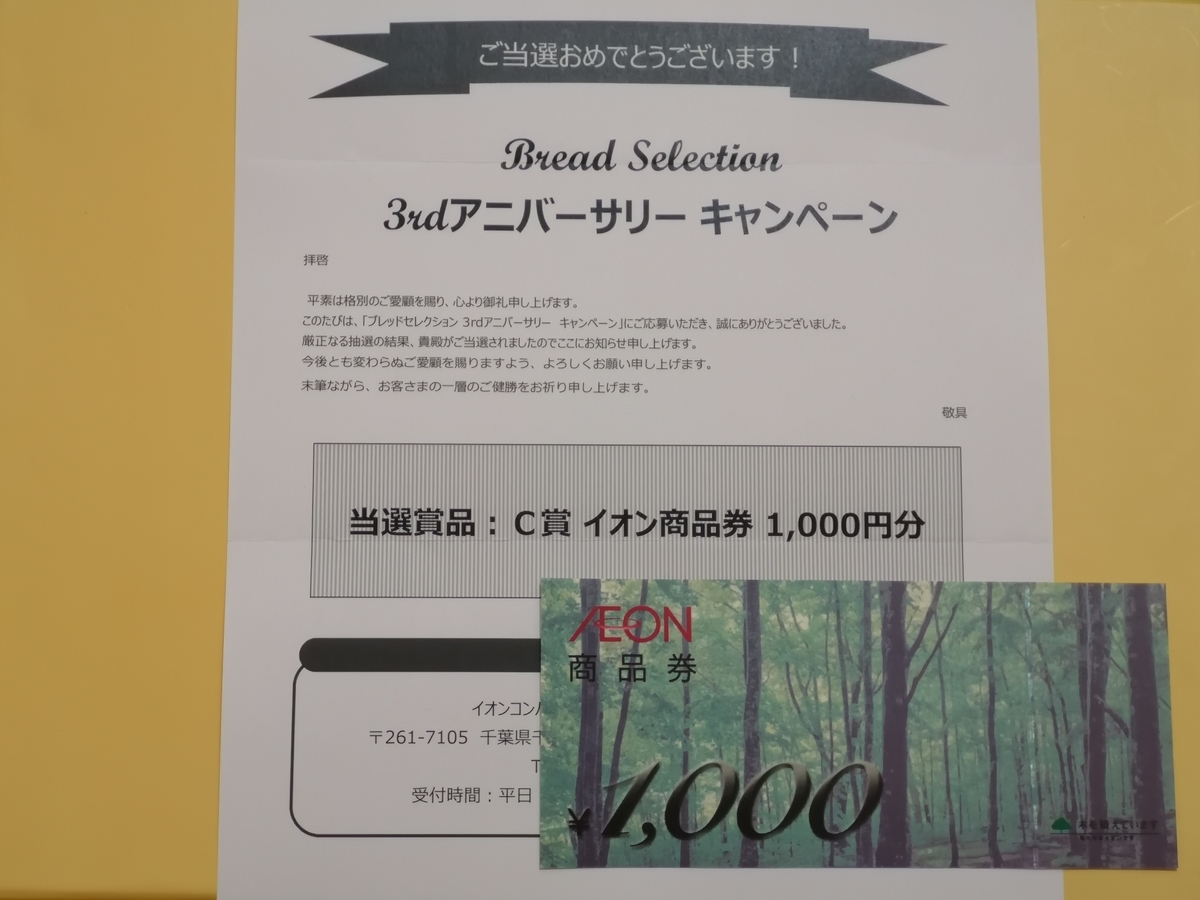 ご当選おめでとうございます！
Bread Selection
3rdアニバーサリー キャンペーン
拝啓
平素は格別のご愛顧を賜り、心より御礼申し上げます。
このたびは、「ブレッドセレクション 3rdアニバーサリー キャンペーン」にご応募いただき、誠にありがとうございました。
厳正なる抽選の結果、貴殿がご当選されましたのでここにお知らせ申し上げます。
今後とも変わらぬご愛顧を賜りますよう、よろしくお願い申し上げます。
末筆ながら、お客さまの一層のご健勝をお祈り申し上げます。
敬具
当選賞品：C賞 イオン商品券 1,000円分
イオンコン
〒261-7105 千葉県
受付時間：平日
ÆON
商品券
¥1,000
木を植えています